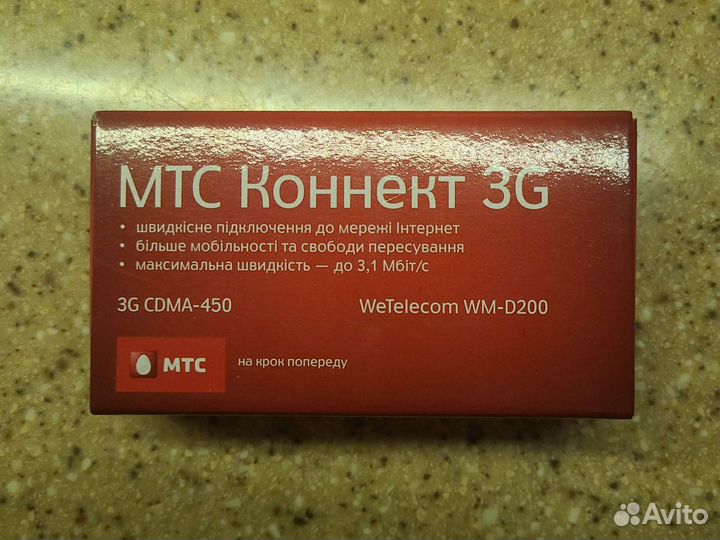 МТС Коннект 3G
• швидкісне підключення до мережі Інтернет
• більше мобільності та свободи пересування
• максимальна швидкість — до 3,1 Мбіт/с
3G CDMA-450 WeTelecom WM-D200
МТС на крок попереду
Avito